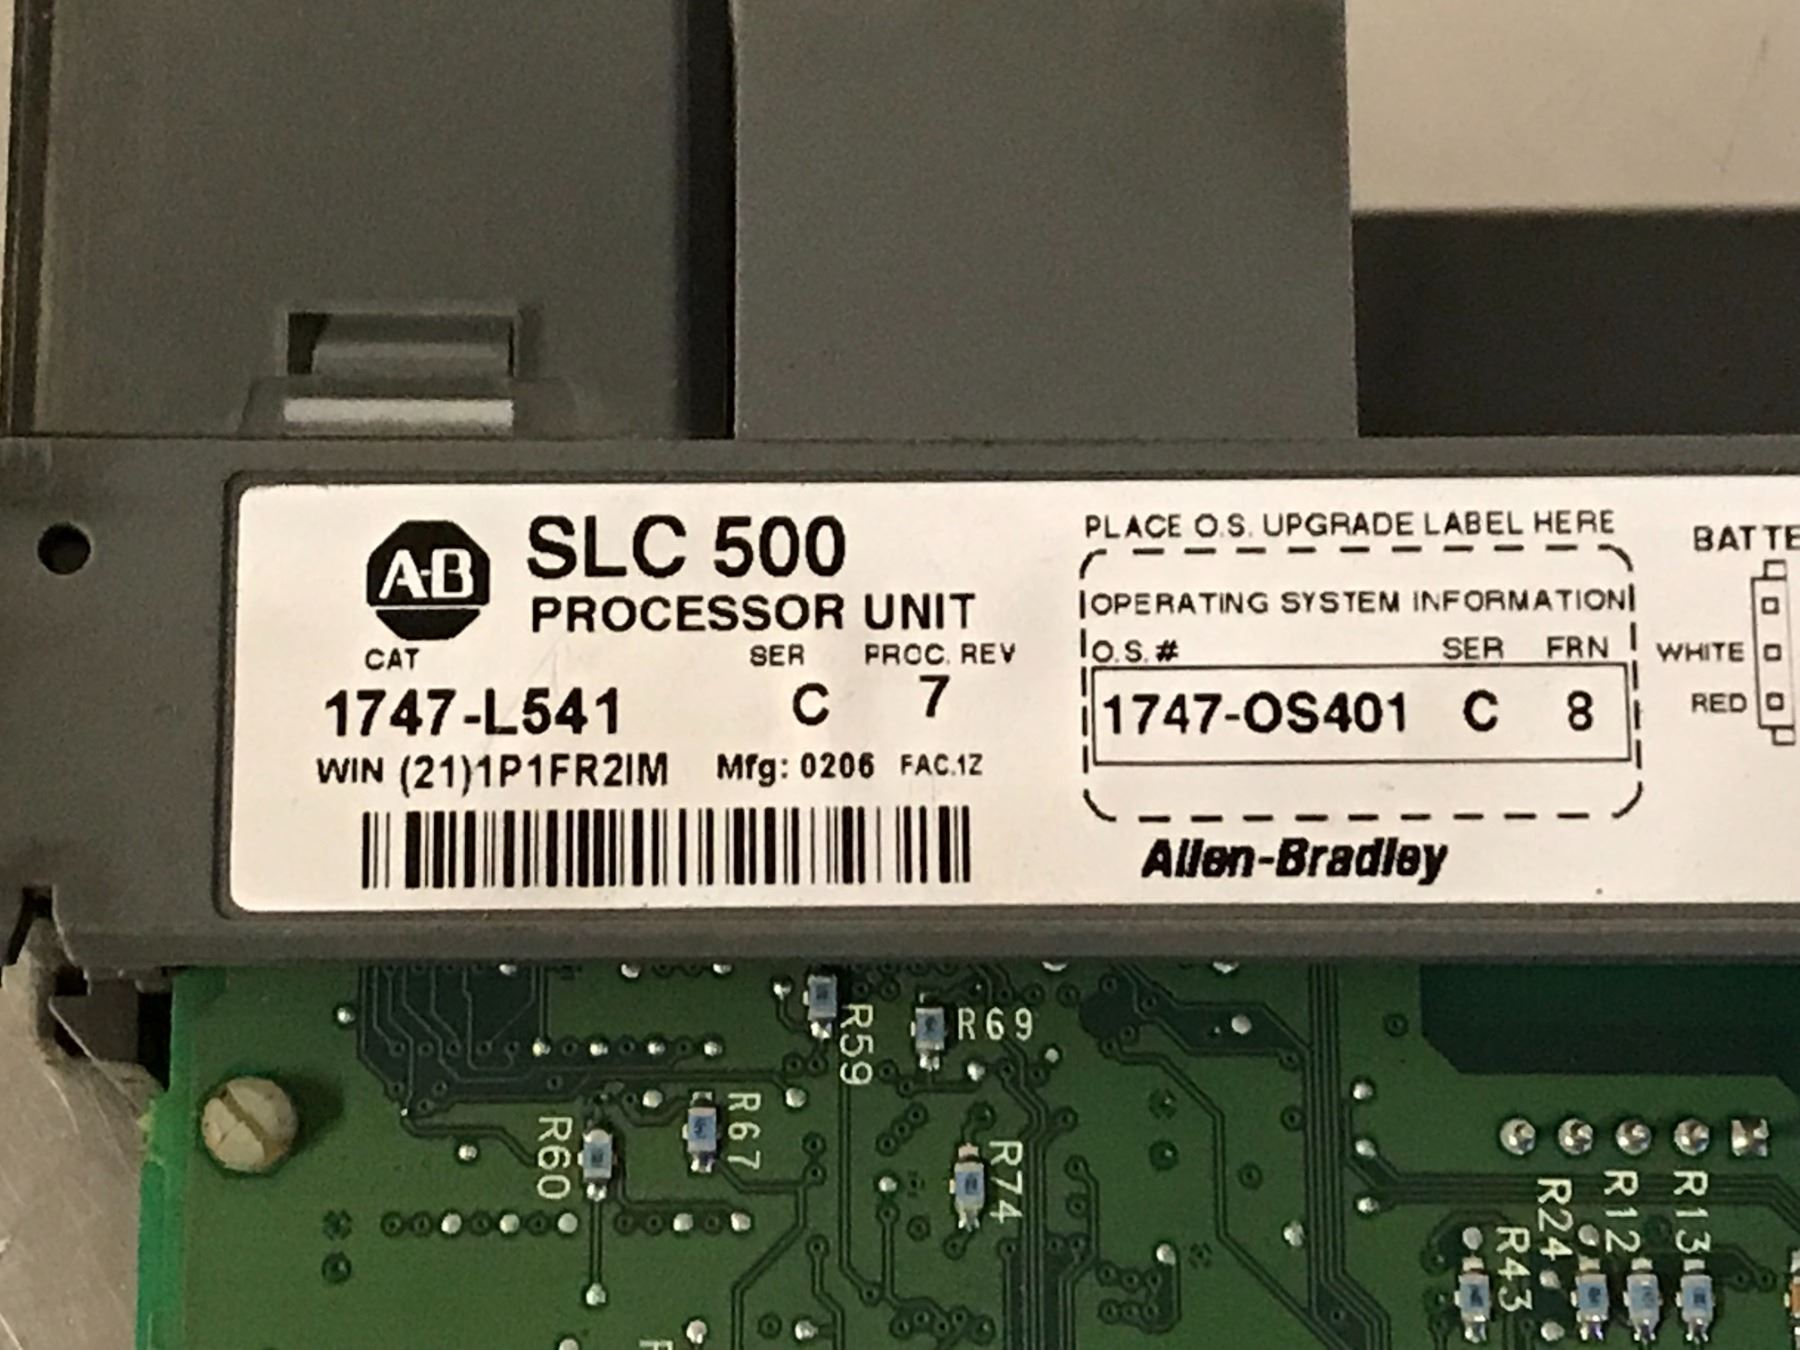 A-B
SLC 500
PROCESSOR UNIT
CAT SER PROC. REV
1747-L541 C 7
WIN (21)1P1FR2IM Mfg: 0206 FAC.1Z
PLACE O.S. UPGRADE LABEL HERE
OPERATING SYSTEM INFORMATION
O.S.# SER FRN
1747-OS401 C 8
Allen-Bradley
BATTE
WHITE
RED
R59
R69
R67
R60
R74
R13
R12
R24
R43